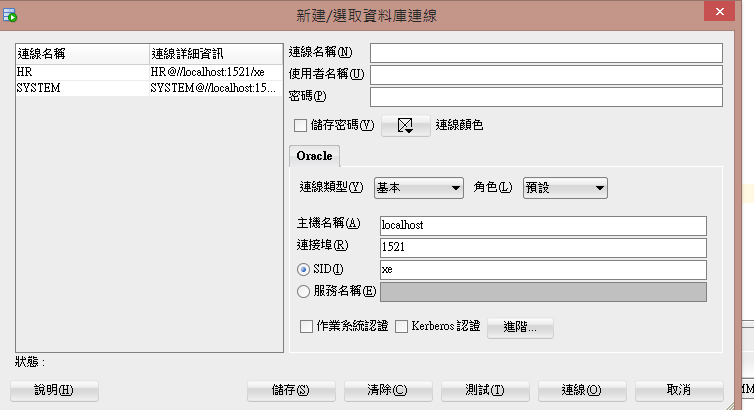 新建/選取資料庫連線
連線名稱 連線詳細資訊
HR HR@//localhost:1521/xe
SYSTEM SYSTEM@//localhost:15...
連線名稱(N)
使用者名稱(U)
密碼(P)
儲存密碼(V) 連線顏色
Oracle
連線類型(Y) 基本 角色(L) 預設
主機名稱(A) localhost
連接埠(R) 1521
SID(I) xe
服務名稱(E)
作業系統認證 Kerberos 認證 進階...
狀態：
說明(H) 儲存(S) 清除(C) 測試(T) 連線(O) 取消
MM